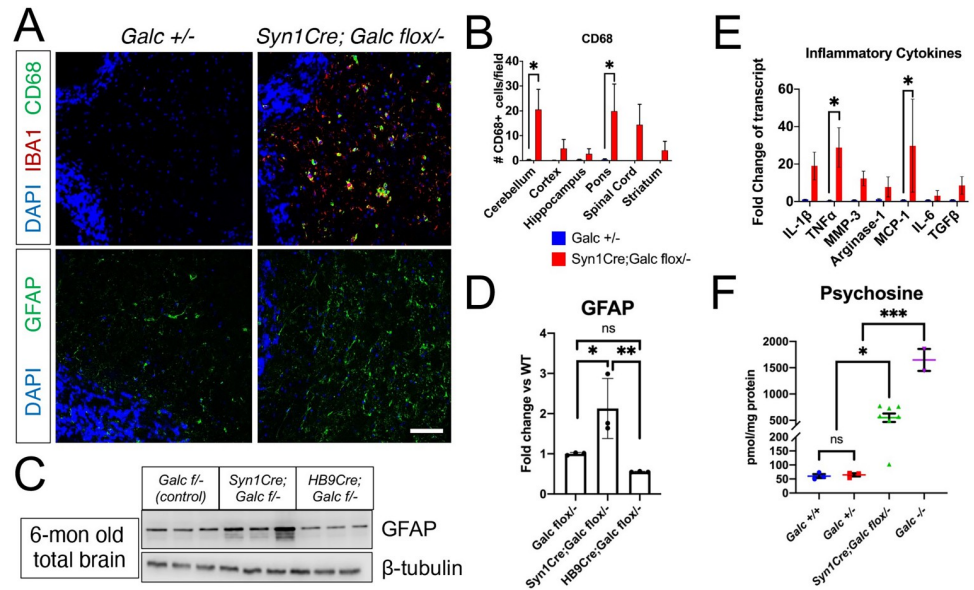 A
Galc +/-
Syn1Cre; Galc flox/-
DAPI IBA1 CD68
DAPI GFAP
B
CD68
# CD68+ cells/field
40
30
20
10
0
*
*
Cerebellum
Cortex
Hippocampus
Pons
Spinal Cord
Striatum
Galc +/-
Syn1Cre;Galc flox/-
C
Galc f/-
(control)
Syn1Cre;
Galc f/-
HB9Cre;
Galc f/-
6-mon old
total brain
GFAP
β-tubulin
D
GFAP
Fold change vs WT
4
3
2
1
0
ns
*
**
Galc flox/-
Syn1Cre;Galc flox/-
HB9Cre;Galc flox/-
E
Inflammatory Cytokines
Fold Change of transcript
60
40
20
0
*
*
IL-1β
TNFα
MMP-3
Arginase-1
MCP-1
IL-6
TGFβ
F
Psychosine
pmol/mg protein
2000
1500
1000
500
200
150
100
50
0
***
*
ns
Galc +/+
Galc +/-
Syn1Cre;Galc flox/-
Galc -/-